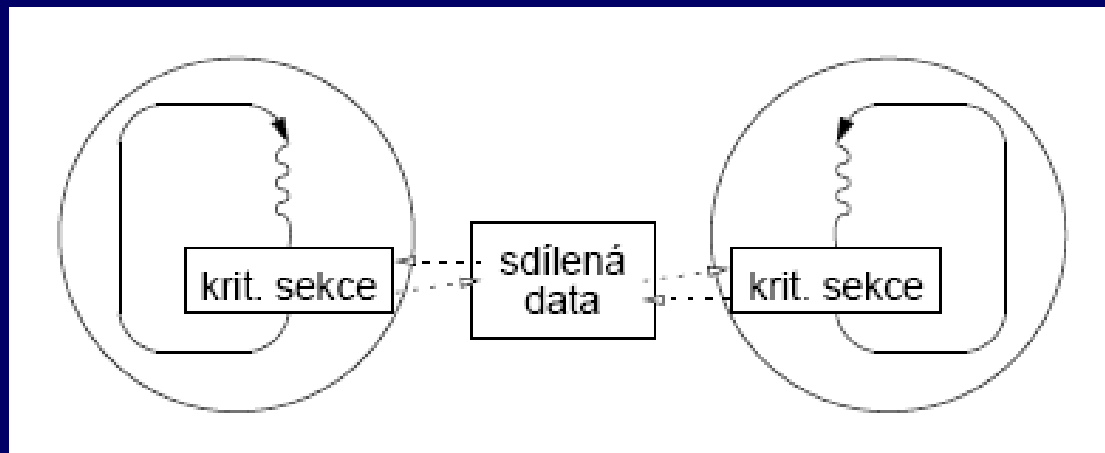 krit. sekce
sdílená
data
krit. sekce